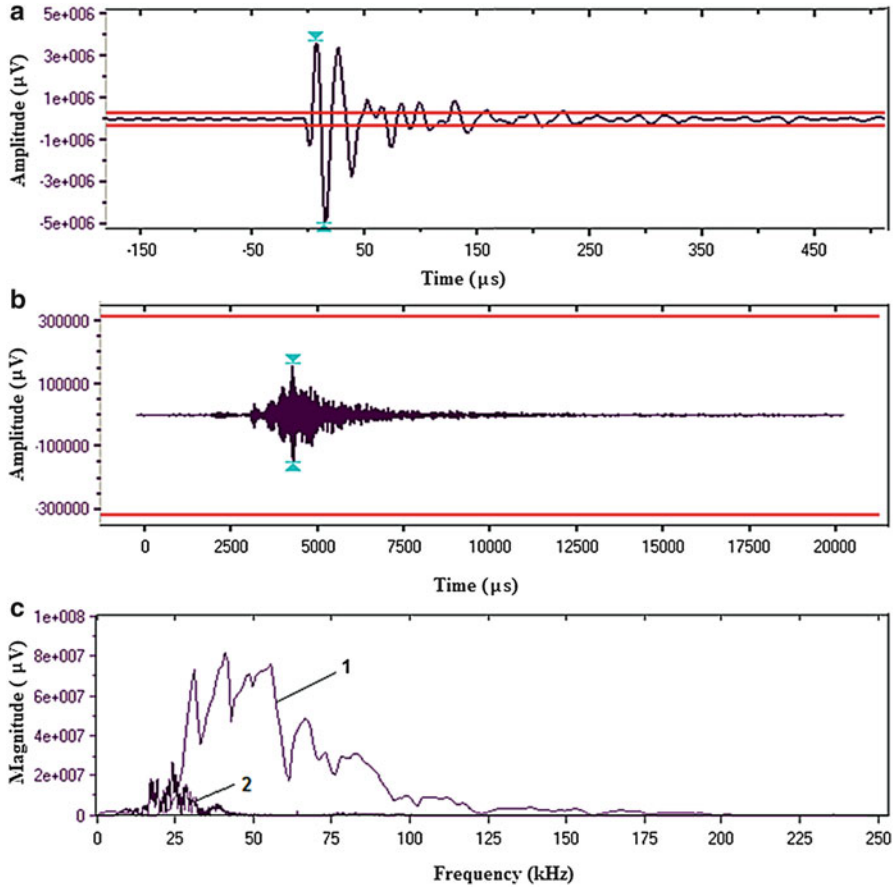 a
5e+006
3e+006
1e+006
-1e+006
-3e+006
-5e+006
Amplitude (µV)
-150 -50 50 150 250 350 450
Time (µs)
b
300000
100000
-100000
-300000
Amplitude (µV)
0 2500 5000 7500 10000 12500 15000 17500 20000
Time (µs)
c
1e+008
8e+007
6e+007
4e+007
2e+007
0
Magnitude ( µV)
1
2
0 25 50 75 100 125 150 175 200 225 250
Frequency (kHz)